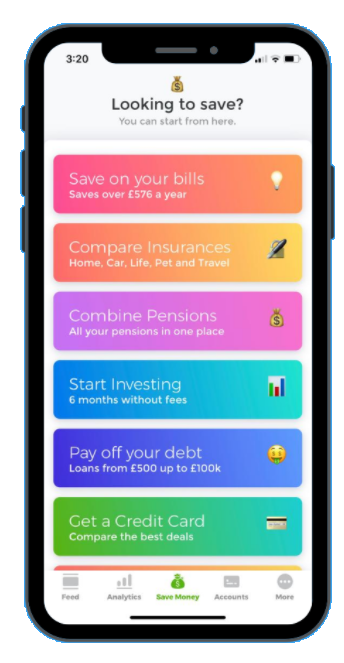 3:20
Looking to save?
You can start from here.
Save on your bills
Saves over £576 a year
Compare Insurances
Home, Car, Life, Pet and Travel
Combine Pensions
All your pensions in one place
Start Investing
6 months without fees
Pay off your debt
Loans from £500 up to £100k
Get a Credit Card
Compare the best deals
Feed Analytics Save Money Accounts More